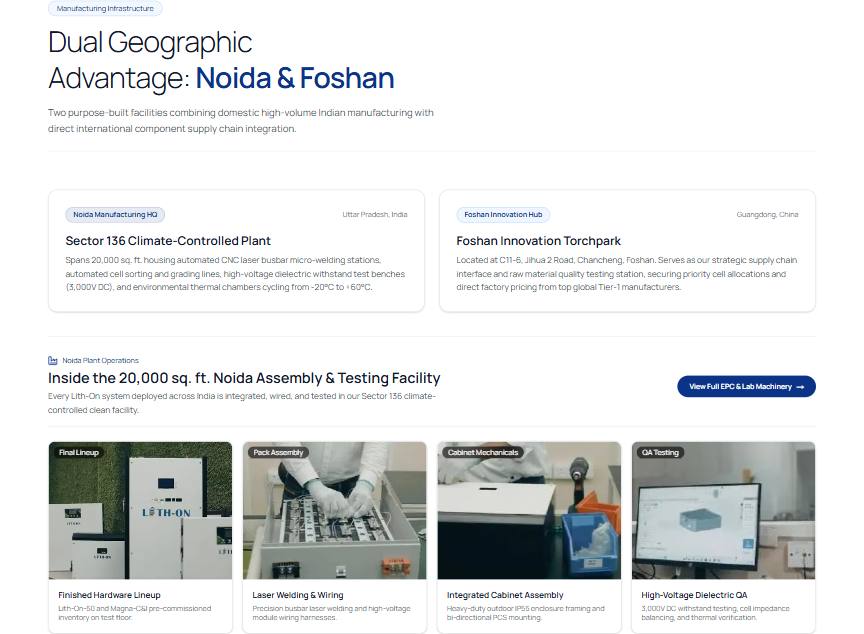 Manufacturing Infrastructure
Dual Geographic
Advantage: Noida & Foshan
Two purpose-built facilities combining domestic high-volume Indian manufacturing with
direct international component supply chain integration.
Noida Manufacturing HQ
Uttar Pradesh, India
Sector 136 Climate-Controlled Plant
Spans 20,000 sq. ft. housing automated CNC laser busbar micro-welding stations,
automated cell sorting and grading lines, high-voltage dielectric withstand test benches
(3,000V DC), and environmental thermal chambers cycling from -20°C to +60°C.
Foshan Innovation Hub
Guangdong, China
Foshan Innovation Torchpark
Located at C11-6, Jihua 2 Road, Chancheng, Foshan. Serves as our strategic supply chain
interface and raw material quality testing station, securing priority cell allocations and
direct factory pricing from top global Tier-1 manufacturers.
Noida Plant Operations
Inside the 20,000 sq. ft. Noida Assembly & Testing Facility
Every Lith-On system deployed across India is integrated, wired, and tested in our Sector 136 climate-
controlled clean facility.
View Full EPC & Lab Machinery →
Final Lineup
LITH-ON
Finished Hardware Lineup
Lith-On-50 and Magna-C&I pre-commissioned
inventory on test floor.
Pack Assembly
Laser Welding & Wiring
Precision busbar laser welding and high-voltage
module wiring harnesses.
Cabinet Mechanicals
Integrated Cabinet Assembly
Heavy-duty outdoor IP55 enclosure framing and
bi-directional PCS mounting.
QA Testing
High-Voltage Dielectric QA
3,000V DC withstand testing, cell impedance
balancing, and thermal verification.